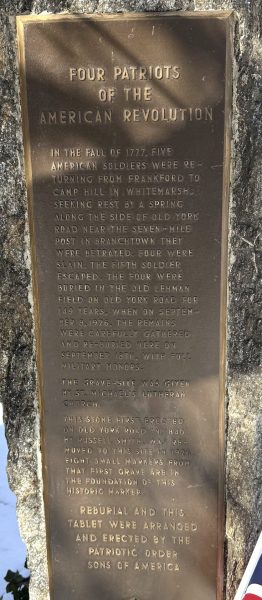 FOUR PATRIOTS
OF THE
AMERICAN REVOLUTION
IN THE FALL OF 1777, FIVE
AMERICAN SOLDIERS WERE RE-
TURNING FROM FRANKFORD TO
CAMP HILL IN WHITEMARSH,
SEEKING REST BY A SPRING
ALONG THE SIDE OF OLD YORK
ROAD NEAR THE SEVEN-MILE
POST IN BRANCHTOWN THEY
WERE BETRAYED. FOUR WERE
SLAIN, THE FIFTH SOLDIER
ESCAPED. THE FOUR WERE
BURIED IN THE OLD LEHMAN
FIELD ON OLD YORK ROAD FOR
149 YEARS, WHEN ON SEPTEM-
BER 8, 1926, THE REMAINS
WERE CAREFULLY GATHERED
AND RE-BURIED HERE ON
SEPTEMBER 18TH, WITH FULL
MILITARY HONORS.
THE GRAVE-SITE WAS GIVEN
BY ST. MICHAEL'S LUTHERAN
CHURCH.
THIS STONE FIRST ERECTED
ON OLD YORK ROAD IN
BY RUSSELL SMYTH, WAS RE-
MOVED TO THIS SITE IN
EIGHT SMALL MARKERS FROM
THAT FIRST GRAVE ARE IN
THE FOUNDATION OF THIS
HISTORIC MARKER.
REBURIAL AND THIS
TABLET WERE ARRANGED
AND ERECTED BY THE
PATRIOTIC ORDER
SONS OF AMERICA